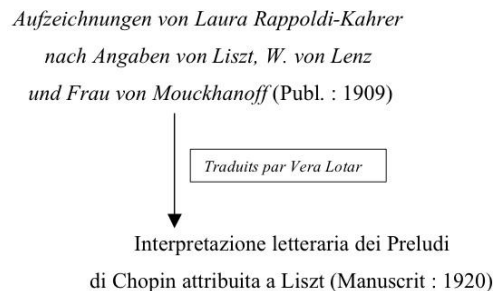 Aufzeichnungen von Laura Rappoldi-Kahrer
nach Angaben von Liszt, W. von Lenz
und Frau von Mouckhanoff (Publ. : 1909)
Traduits par Vera Lotar
Interpretazione letteraria dei Preludi
di Chopin attribuita a Liszt (Manuscrit : 1920)